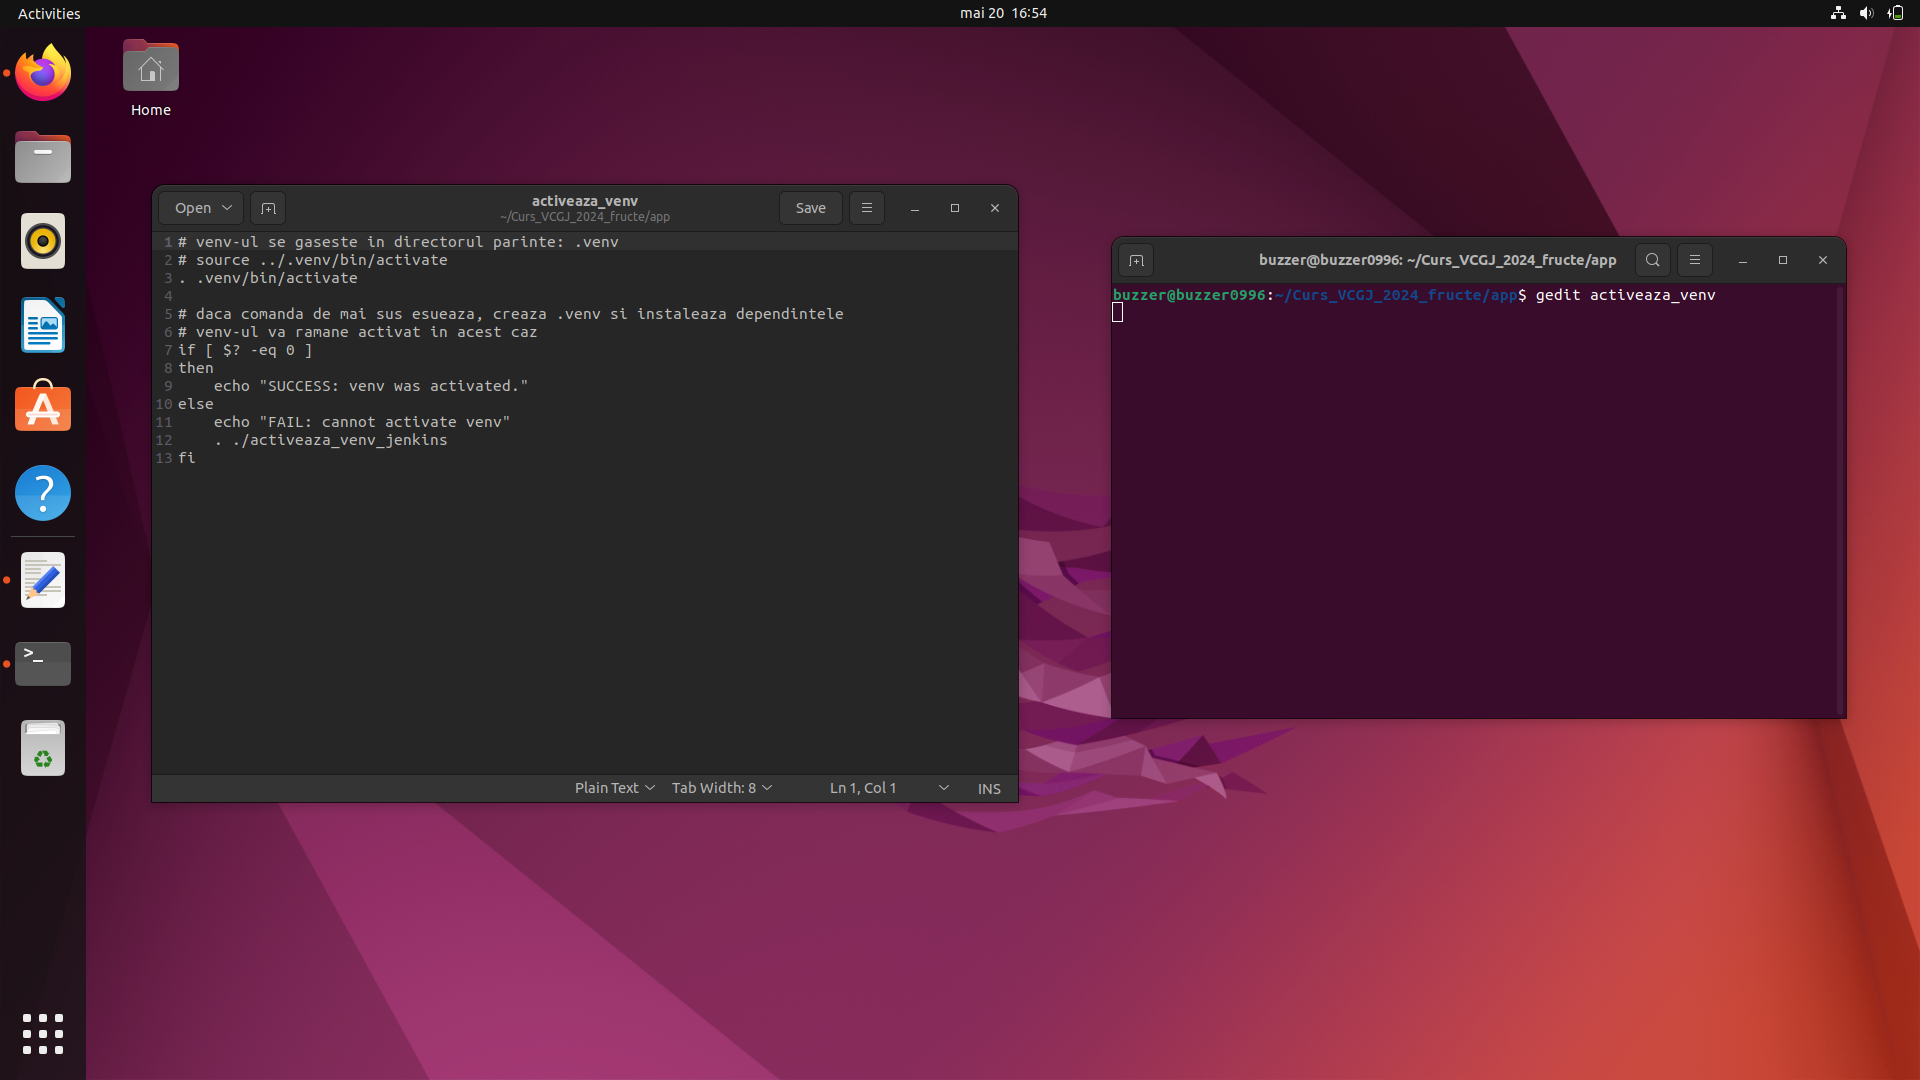 Activities
mai 20 16:54
Home
Open
activeaza_venv
~/Curs_VCGJ_2024_fructe/app
Save
1 # venv-ul se gaseste in directorul parinte: .venv
2 # source ../.venv/bin/activate
3 . .venv/bin/activate
4
5 # daca comanda de mai sus esueaza, creaza .venv si instaleaza dependintele
6 # venv-ul va ramane activat in acest caz
7 if [ $? -eq 0 ]
8 then
9     echo "SUCCESS: venv was activated."
10 else
11     echo "FAIL: cannot activate venv"
12     . ./activeaza_venv_jenkins
13 fi
Plain Text
Tab Width: 8
Ln 1, Col 1
INS
buzzer@buzzer0996: ~/Curs_VCGJ_2024_fructe/app
buzzer@buzzer0996:~/Curs_VCGJ_2024_fructe/app$ gedit activeaza_venv